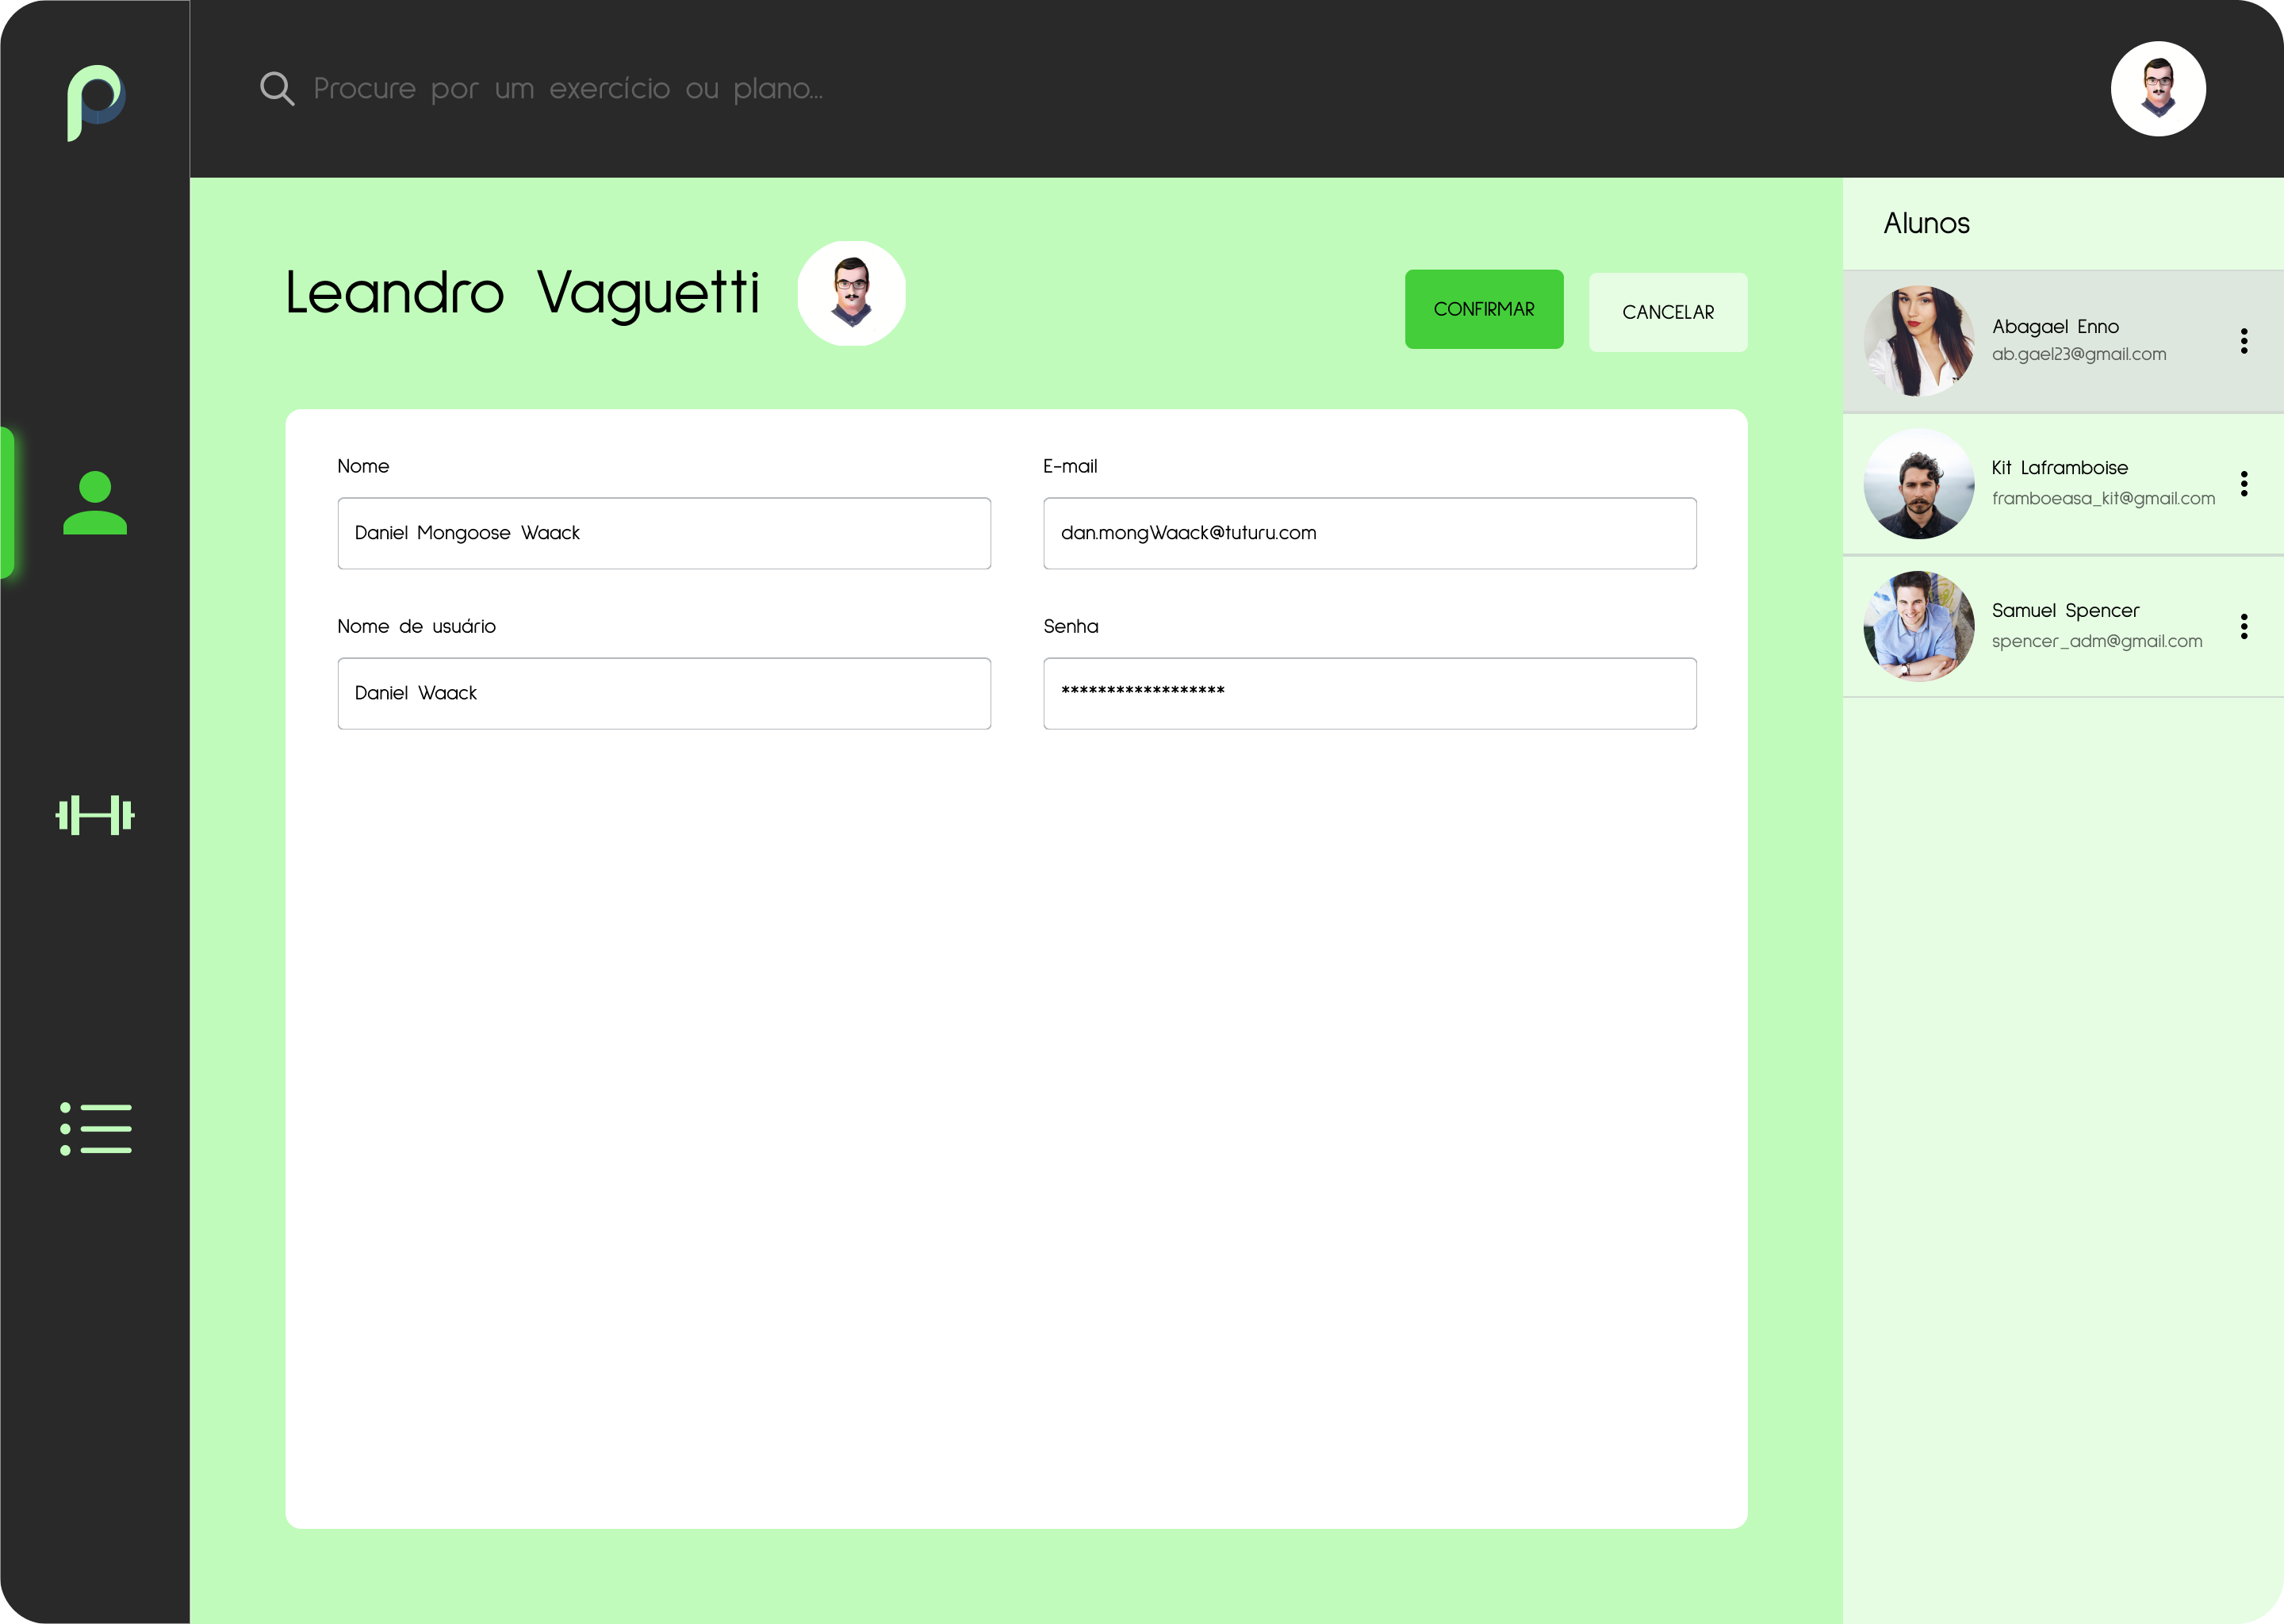 Procure por um exercício ou plano...
Leandro Vaguetti
CONFIRMAR
CANCELAR
Nome
E-mail
Daniel Mongoose Waack
dan.mongWaack@tuturu.com
Nome de usuário
Senha
Daniel Waack
******************
Alunos
Abagael Enno
ab.gael23@gmail.com
Kit Laframboise
framboeasa_kit@gmail.com
Samuel Spencer
spencer_adm@gmail.com